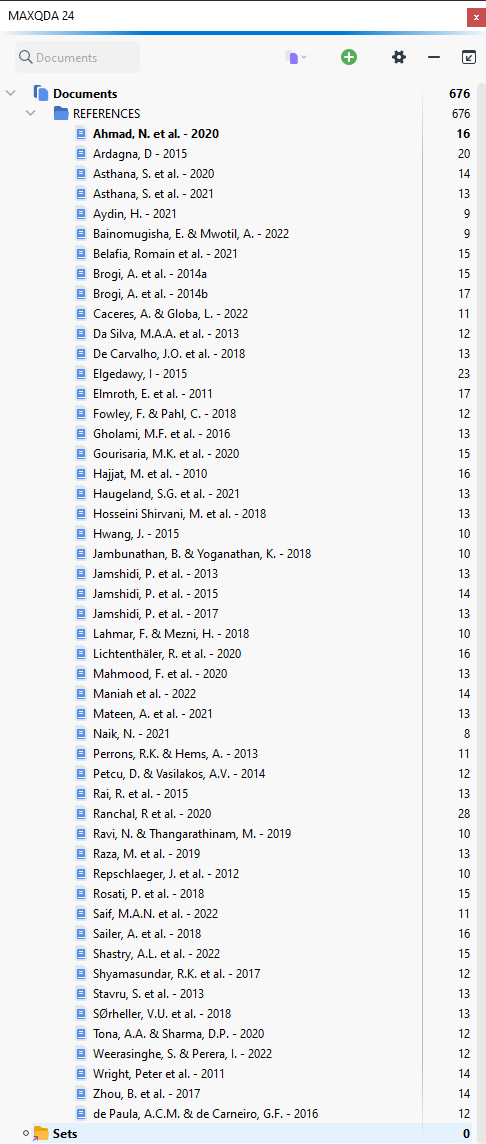 MAXQDA 24
x
Documents
Documents 676
REFERENCES 676
Ahmad, N. et al. - 2020 16
Ardagna, D - 2015 20
Asthana, S. et al. - 2020 14
Asthana, S. et al. - 2021 13
Aydin, H. - 2021 9
Bainomugisha, E. & Mwotil, A. - 2022 9
Belafia, Romain et al. - 2021 15
Brogi, A. et al. - 2014a 15
Brogi, A. et al. - 2014b 17
Caceres, A. & Globa, L. - 2022 11
Da Silva, M.A.A. et al. - 2013 12
De Carvalho, J.O. et al. - 2018 13
Elgedawy, I - 2015 23
Elmroth, E. et al. - 2011 17
Fowley, F. & Pahl, C. - 2018 12
Gholami, M.F. et al. - 2016 13
Gourisaria, M.K. et al. - 2020 15
Hajjat, M. et al. - 2010 16
Haugeland, S.G. et al. - 2021 13
Hosseini Shirvani, M. et al. - 2018 13
Hwang, J. - 2015 10
Jambunathan, B. & Yoganathan, K. - 2018 10
Jamshidi, P. et al. - 2013 13
Jamshidi, P. et al. - 2015 14
Jamshidi, P. et al. - 2017 13
Lahmar, F. & Mezni, H. - 2018 10
Lichtenthäler, R. et al. - 2020 16
Mahmood, F. et al. - 2020 13
Maniah et al. - 2022 14
Mateen, A. et al. - 2021 13
Naik, N. - 2021 8
Perrons, R.K. & Hems, A. - 2013 11
Petcu, D. & Vasilakos, A.V. - 2014 12
Rai, R. et al. - 2015 13
Ranchal, R et al. - 2020 28
Ravi, N. & Thangarathinam, M. - 2019 10
Raza, M. et al. - 2019 13
Repschlaeger, J. et al. - 2012 10
Rosati, P. et al. - 2018 15
Saif, M.A.N. et al. - 2022 11
Sailer, A. et al. - 2018 16
Shastry, A.L. et al. - 2022 15
Shyamasundar, R.K. et al. - 2017 12
Stavru, S. et al. - 2013 13
SØrheller, V.U. et al. - 2018 13
Tona, A.A. & Sharma, D.P. - 2020 12
Weerasinghe, S. & Perera, I. - 2022 12
Wright, Peter et al. - 2011 14
Zhou, B. et al. - 2017 14
de Paula, A.C.M. & de Carneiro, G.F. - 2016 12
Sets 0